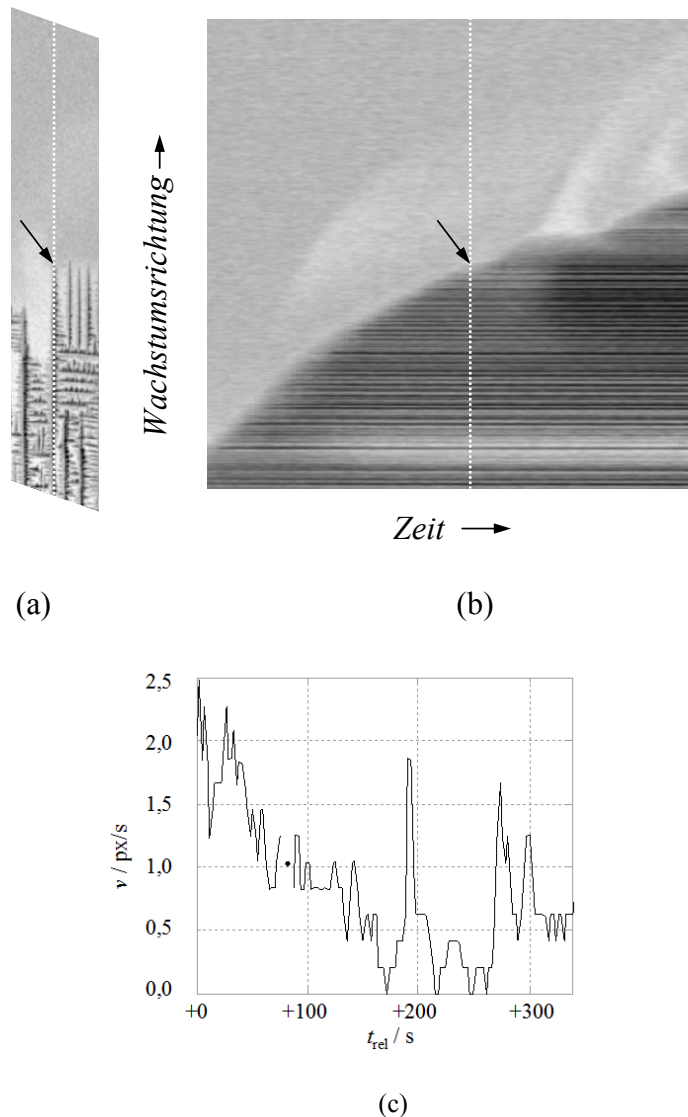 Wachstumsrichtung
Zeit
(a)
(b)
2,5
2,0
1,5
1,0
0,5
0,0
v / px/s
+0
+100
+200
+300
t_rel / s
(c)